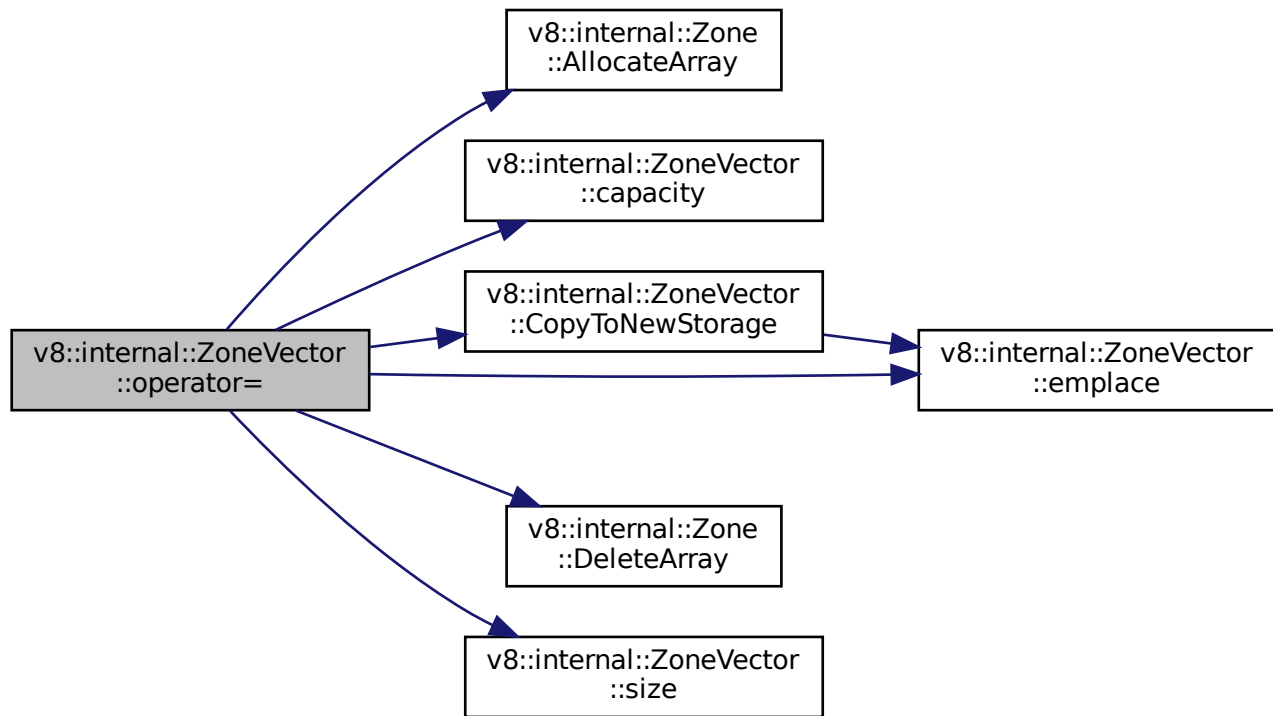 v8::internal::Zone
::AllocateArray
v8::internal::ZoneVector
::capacity
v8::internal::ZoneVector
::CopyToNewStorage
v8::internal::ZoneVector
::operator=
v8::internal::ZoneVector
::emplace
v8::internal::Zone
::DeleteArray
v8::internal::ZoneVector
::size